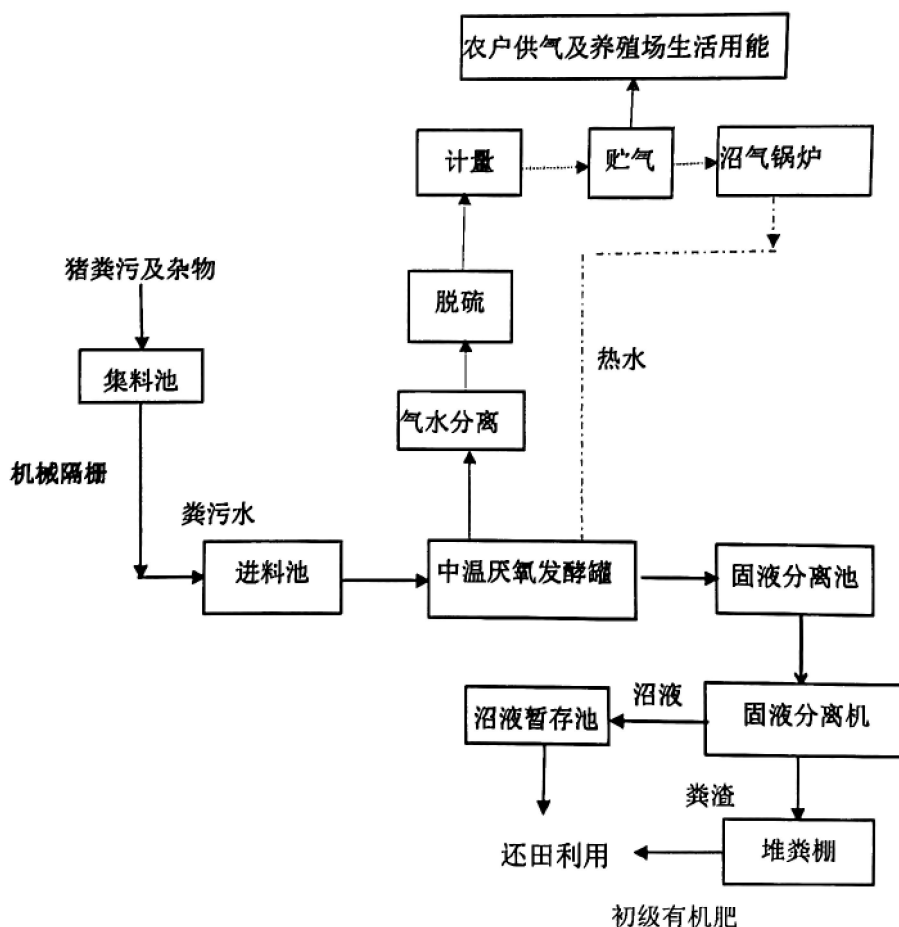 农户供气及养殖场生活用能
计量
贮气
沼气锅炉
猪粪污及杂物
脱硫
热水
集料池
气水分离
机械隔栅
粪污水
进料池
中温厌氧发酵罐
固液分离池
沼液
沼液暂存池
固液分离机
粪渣
还田利用
堆粪棚
初级有机肥